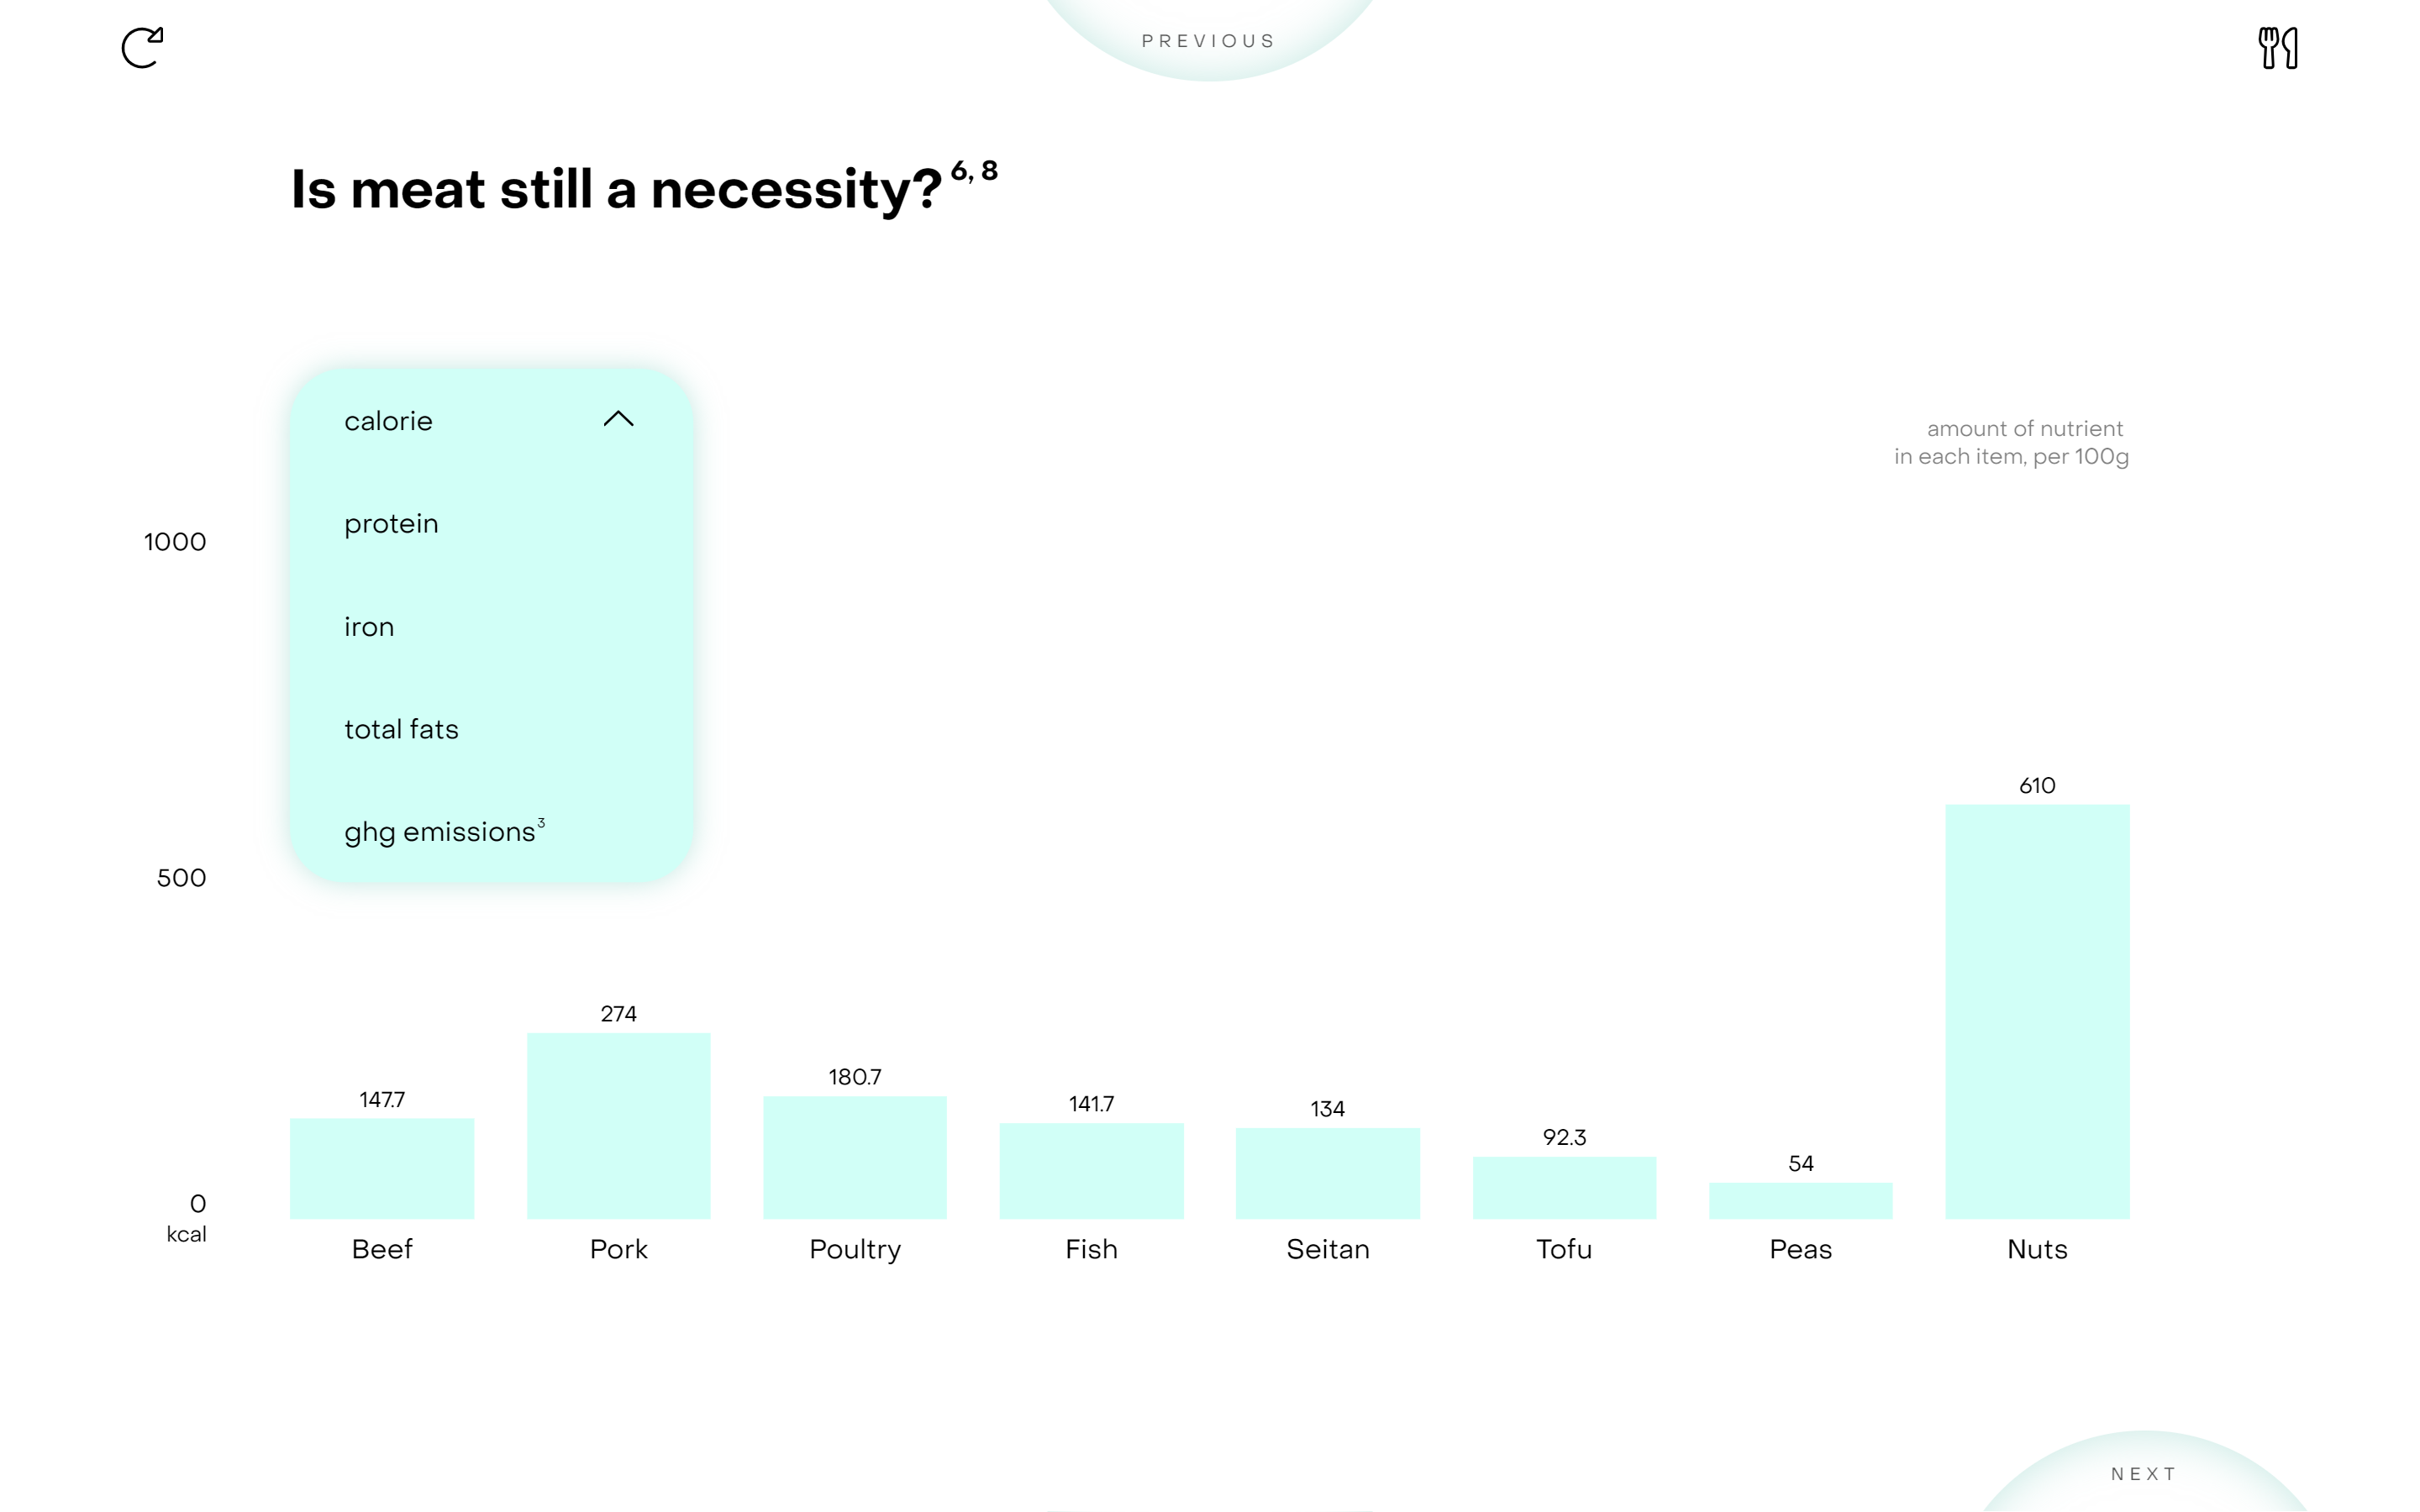 PREVIOUS
Is meat still a necessity? 6, 8
calorie
protein
iron
total fats
ghg emissions3
amount of nutrient
in each item, per 100g
1000
500
0
kcal
147.7
274
180.7
141.7
134
92.3
54
610
Beef
Pork
Poultry
Fish
Seitan
Tofu
Peas
Nuts
NEXT